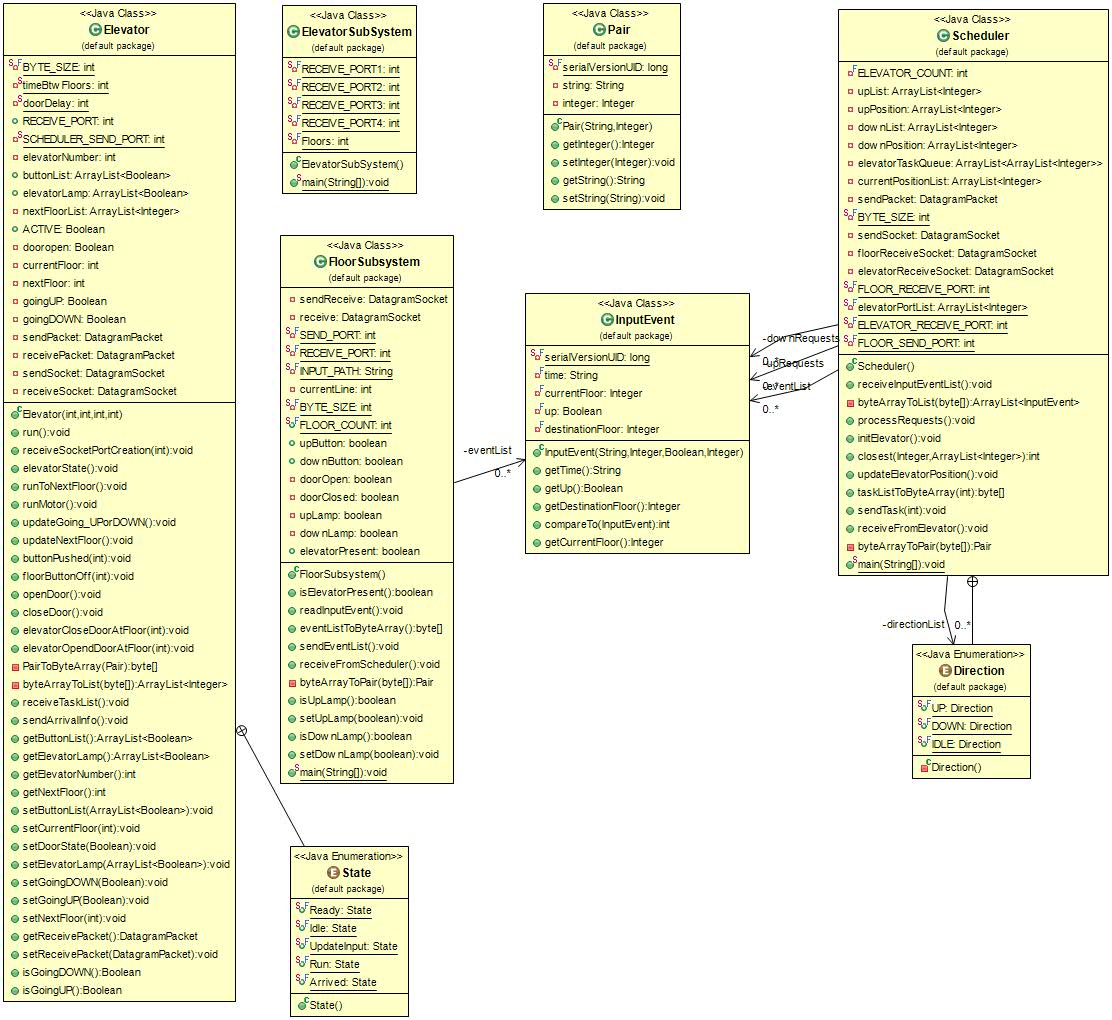 <<Java Class>>
Elevator
(default package)
BYTE_SIZE: int
timeBtwFloors: int
doorDelay: int
RECEIVE_PORT: int
SCHEDULER_SEND_PORT: int
elevatorNumber: int
buttonList: ArrayList<Boolean>
elevatorLamp: ArrayList<Boolean>
nextFloorList: ArrayList<Integer>
ACTIVE: Boolean
dooropen: Boolean
currentFloor: int
nextFloor: int
goingUP: Boolean
goingDOWN: Boolean
sendPacket: DatagramPacket
receivePacket: DatagramPacket
sendSocket: DatagramSocket
receiveSocket: DatagramSocket
Elevator(int,int,int,int)
run():void
receiveSocketPortCreation(int):void
elevatorState():void
runToNextFloor():void
runMotor():void
updateGoing_UPorDOWN():void
updateNextFloor():void
buttonPushed(int):void
floorButtonOff(int):void
openDoor():void
closeDoor():void
elevatorCloseDoorAtFloor(int):void
elevatorOpendDoorAtFloor(int):void
PairToByteArray(Pair):byte[]
byteArrayToList(byte[]):ArrayList<Integer>
receiveTaskList():void
sendArrivalInfo():void
getButtonList():ArrayList<Boolean>
getElevatorLamp():ArrayList<Boolean>
getElevatorNumber():int
getNextFloor():int
setButtonList(ArrayList<Boolean>):void
setCurrentFloor(int):void
setDoorState(Boolean):void
setElevatorLamp(ArrayList<Boolean>):void
setGoingDOWN(Boolean):void
setGoingUP(Boolean):void
setNextFloor(int):void
getReceivePacket():DatagramPacket
setReceivePacket(DatagramPacket):void
isGoingDOWN():Boolean
isGoingUP():Boolean
<<Java Class>>
ElevatorSubSystem
(default package)
RECEIVE_PORT1: int
RECEIVE_PORT2: int
RECEIVE_PORT3: int
RECEIVE_PORT4: int
Floors: int
ElevatorSubSystem()
main(String[]):void
<<Java Class>>
Pair
(default package)
serialVersionUID: long
string: String
integer: Integer
Pair(String,Integer)
getInteger():Integer
setInteger(Integer):void
getString():String
setString(String):void
<<Java Class>>
Scheduler
(default package)
ELEVATOR_COUNT: int
upList: ArrayList<Integer>
upPosition: ArrayList<Integer>
downList: ArrayList<Integer>
downPosition: ArrayList<Integer>
elevatorTaskQueue: ArrayList<ArrayList<Integer>>
currentPositionList: ArrayList<Integer>
sendPacket: DatagramPacket
BYTE_SIZE: int
sendSocket: DatagramSocket
floorReceiveSocket: DatagramSocket
elevatorReceiveSocket: DatagramSocket
FLOOR_RECEIVE_PORT: int
elevatorPortList: ArrayList<Integer>
ELEVATOR_RECEIVE_PORT: int
FLOOR_SEND_PORT: int
Scheduler()
receiveInputEventList():void
byteArrayToList(byte[]):ArrayList<InputEvent>
processRequests():void
initElevator():void
closest(Integer,ArrayList<Integer>):int
updateElevatorPosition():void
taskListToByteArray(int):byte[]
sendTask(int):void
receiveFromElevator():void
byteArrayToPair(byte[]):Pair
main(String[]):void
<<Java Class>>
FloorSubsystem
(default package)
sendReceive: DatagramSocket
receive: DatagramSocket
SEND_PORT: int
RECEIVE_PORT: int
INPUT_PATH: String
currentLine: int
BYTE_SIZE: int
FLOOR_COUNT: int
upButton: boolean
downButton: boolean
doorOpen: boolean
doorClosed: boolean
upLamp: boolean
downLamp: boolean
elevatorPresent: boolean
FloorSubsystem()
isElevatorPresent():boolean
readInputEvent():void
eventListToByteArray():byte[]
sendEventList():void
receiveFromScheduler():void
byteArrayToPair(byte[]):Pair
isUpLamp():boolean
setUpLamp(boolean):void
isDownLamp():boolean
setDownLamp(boolean):void
main(String[]):void
-eventList
0..*
<<Java Class>>
InputEvent
(default package)
serialVersionUID: long
time: String
currentFloor: Integer
up: Boolean
destinationFloor: Integer
InputEvent(String,Integer,Boolean,Integer)
getTime():String
getUp():Boolean
getDestinationFloor():Integer
compareTo(InputEvent):int
getCurrentFloor():Integer
-downRequests
0..*
-upRequests
0..*
-eventList
0..*
-directionList
0..*
<<Java Enumeration>>
Direction
(default package)
UP: Direction
DOWN: Direction
IDLE: Direction
Direction()
<<Java Enumeration>>
State
(default package)
Ready: State
Idle: State
UpdateInput: State
Run: State
Arrived: State
State()